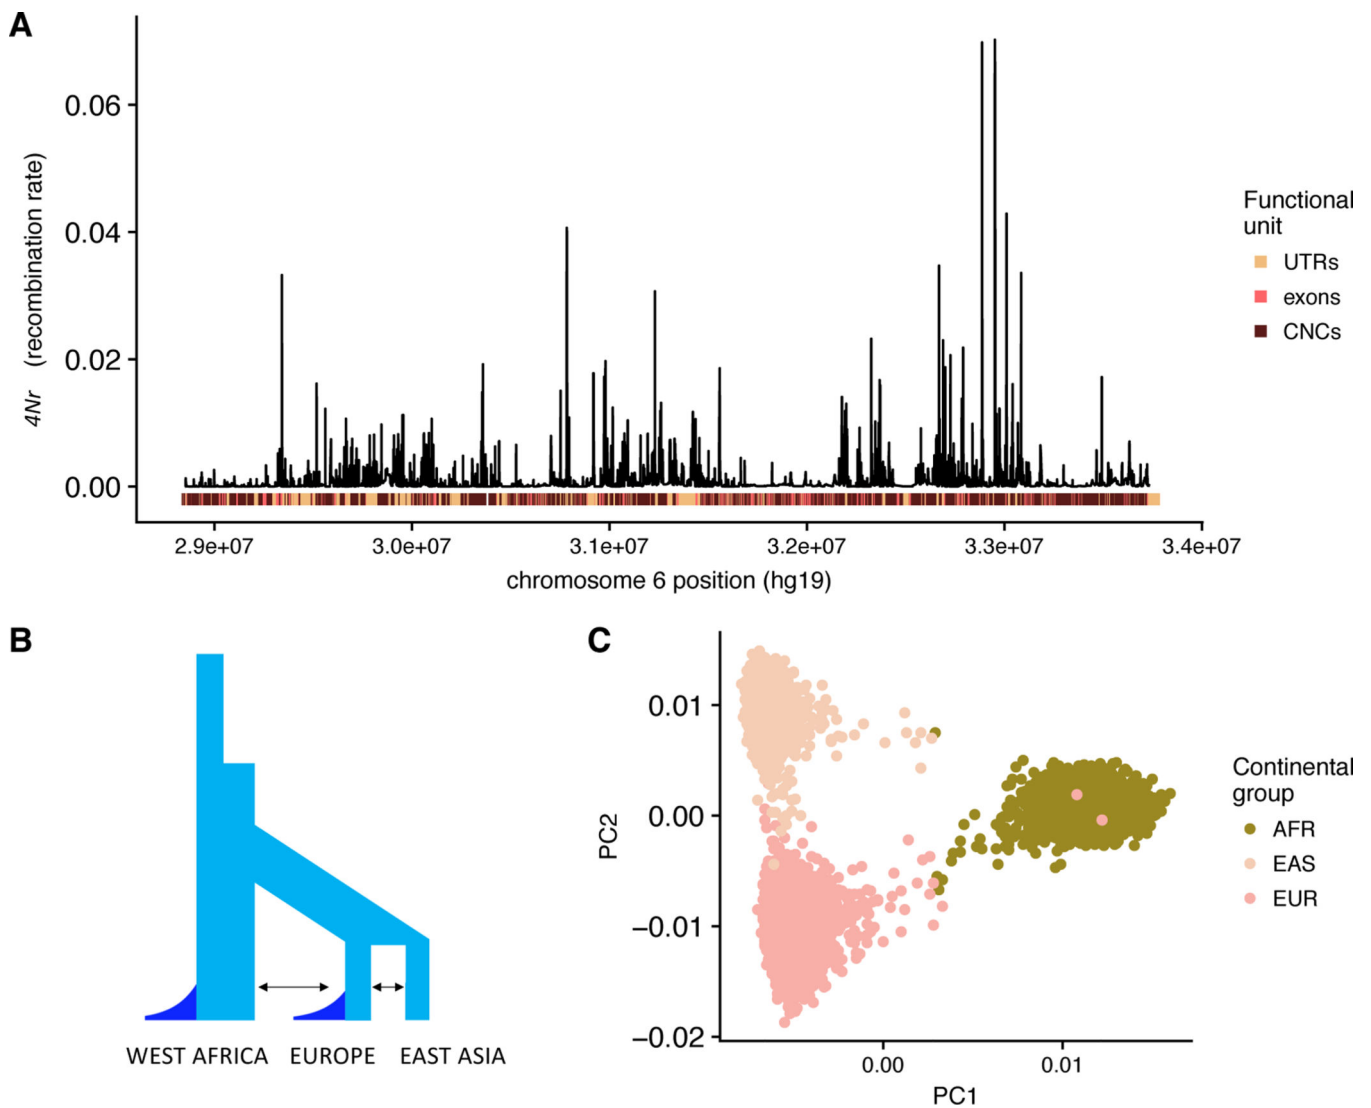 A
4Nr (recombination rate)
0.06
0.04
0.02
0.00
2.9e+07 3.0e+07 3.1e+07 3.2e+07 3.3e+07 3.4e+07
chromosome 6 position (hg19)
Functional
unit
UTRs
exons
CNCs
B
WEST AFRICA EUROPE EAST ASIA
C
PC2
0.01
0.00
−0.01
−0.02
0.00 0.01
PC1
Continental
group
AFR
EAS
EUR